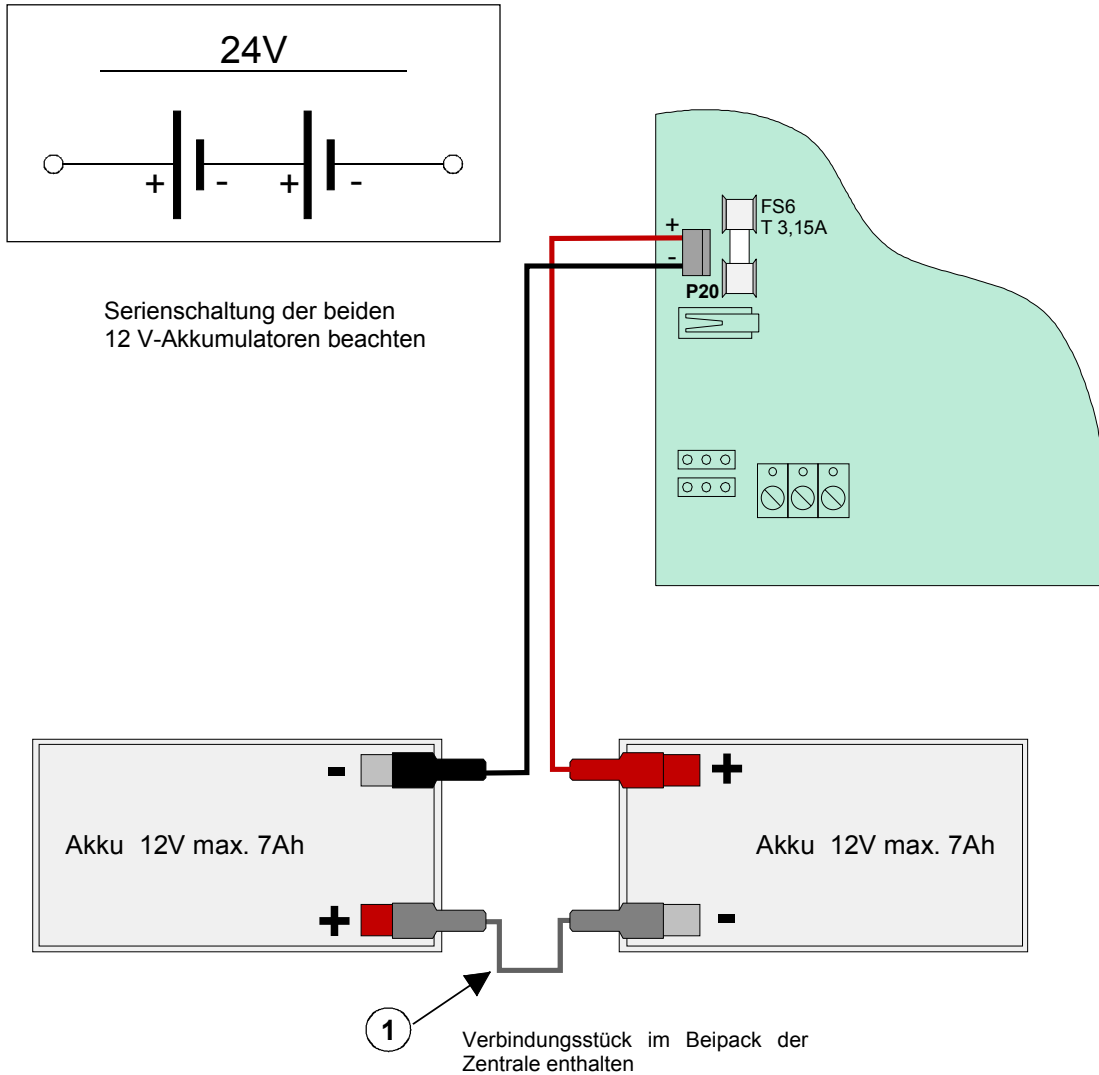 24V
+ - + -
Serienschaltung der beiden
12 V-Akkumulatoren beachten
FS6
T 3,15A
+
-
P20
- +
Akku 12V max. 7Ah
Akku 12V max. 7Ah
+ -
1
Verbindungsstück im Beipack der
Zentrale enthalten